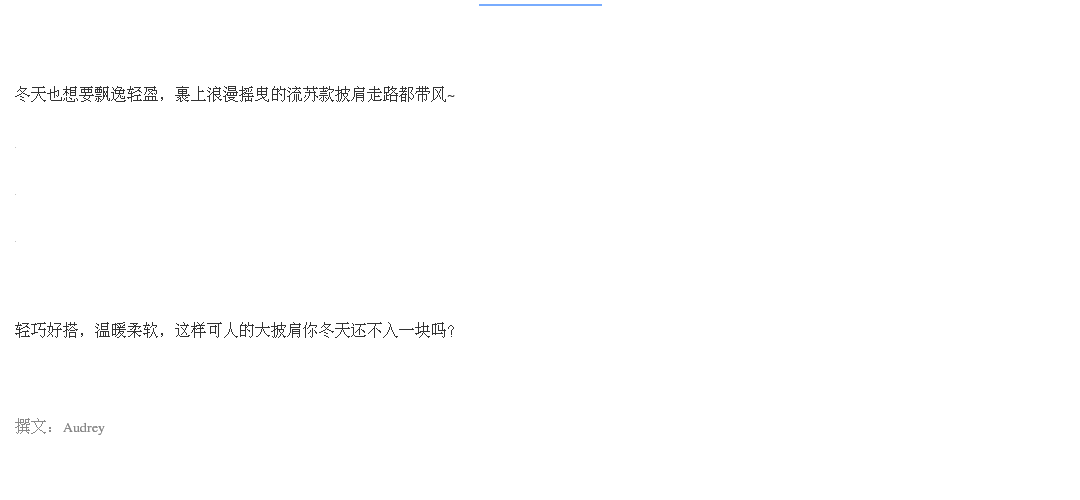 冬天也想要飘逸轻盈，裹上浪漫摇曳的流苏款披肩走路都带风~
轻巧好搭，温暖柔软，这样可人的大披肩你冬天还不入一块吗?
撰文：Audrey